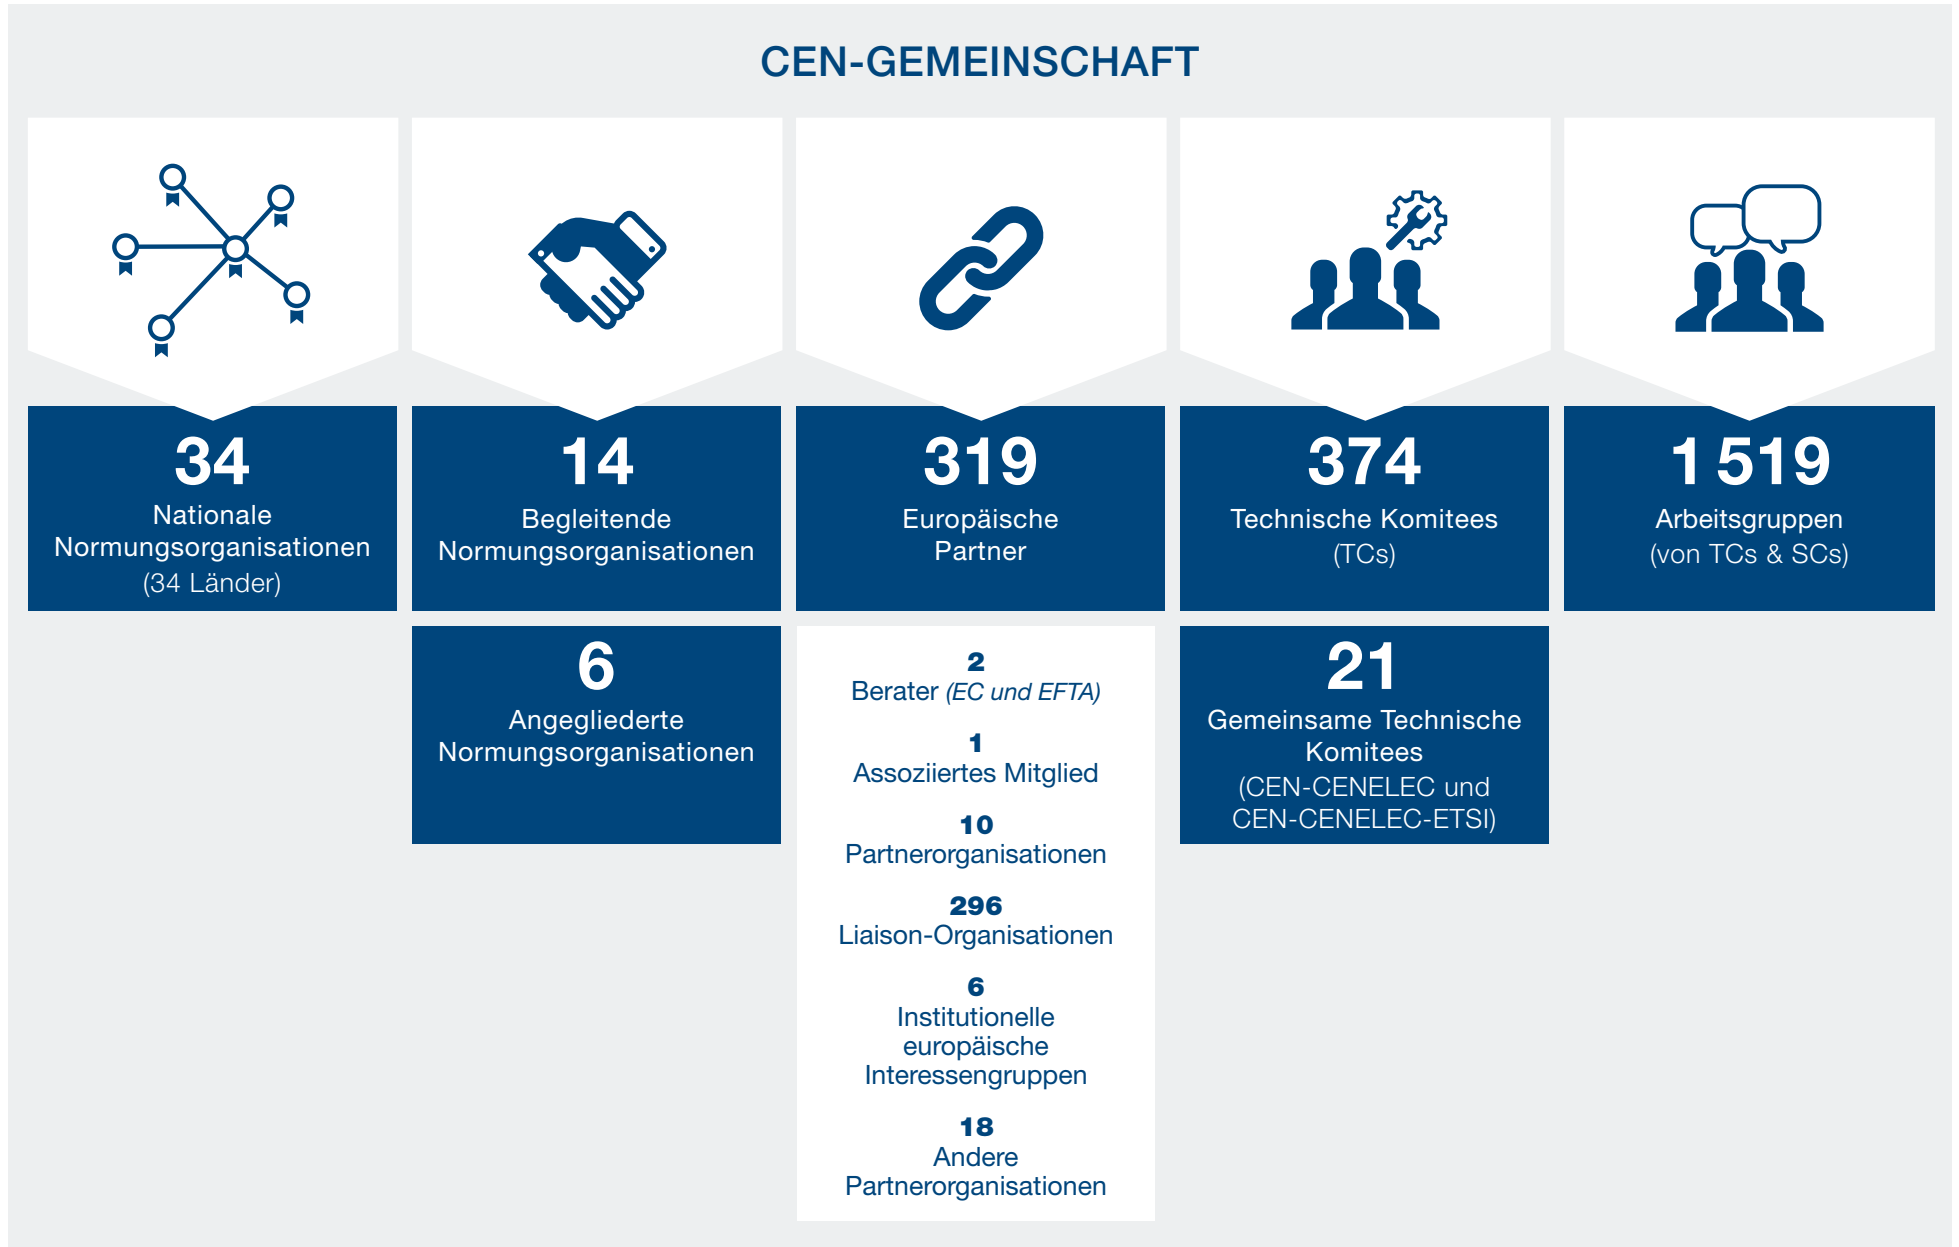 CEN-GEMEINSCHAFT
34
Nationale
Normungsorganisationen
(34 Länder)
14
Begleitende
Normungsorganisationen
6
Angegliederte
Normungsorganisationen
319
Europäische
Partner
2
Berater (EC und EFTA)
1
Assoziiertes Mitglied
10
Partnerorganisationen
296
Liaison-Organisationen
6
Institutionelle
europäische
Interessengruppen
18
Andere
Partnerorganisationen
374
Technische Komitees
(TCs)
21
Gemeinsame Technische
Komitees
(CEN-CENELEC und
CEN-CENELEC-ETSI)
1 519
Arbeitsgruppen
(von TCs & SCs)